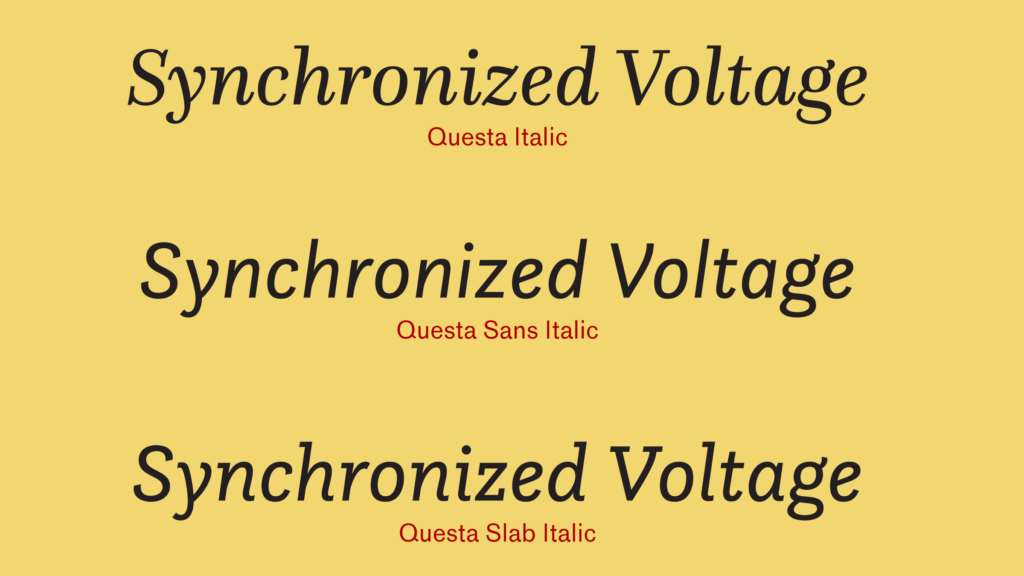 Synchronized Voltage
Questa Italic
Synchronized Voltage
Questa Sans Italic
Synchronized Voltage
Questa Slab Italic